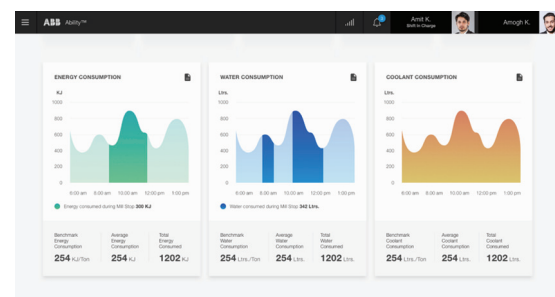 ABB Ability™
3
Amit K.
Shift In Charge
Amogh K.
ENERGY CONSUMPTION
KJ
1000
800
600
400
200
0
6:00 am 8:00 am 10:00 am 12:00 pm 1:00 pm
Energy consumed during Mill Stop 300 KJ
Benchmark Energy Consumption
254 KJ/Ton
Average Energy Consumption
254 KJ
Total Energy Consumed
1202 KJ
WATER CONSUMPTION
Ltrs.
1000
800
600
400
200
0
6:00 am 8:00 am 10:00 am 12:00 pm 1:00 pm
Water consumed during Mill Stop 342 Ltrs.
Benchmark Water Consumption
254 Ltrs./Ton
Average Water Consumption
254 Ltrs.
Total Water Consumed
1202 Ltrs.
COOLANT CONSUMPTION
Ltrs.
1000
800
600
400
200
0
6:00 am 8:00 am 10:00 am 12:00 pm 1:00 pm
Benchmark Coolant Consumption
254 Ltrs./Ton
Average Coolant Consumption
254 Ltrs.
Total Coolant Consumed
1202 Ltrs.